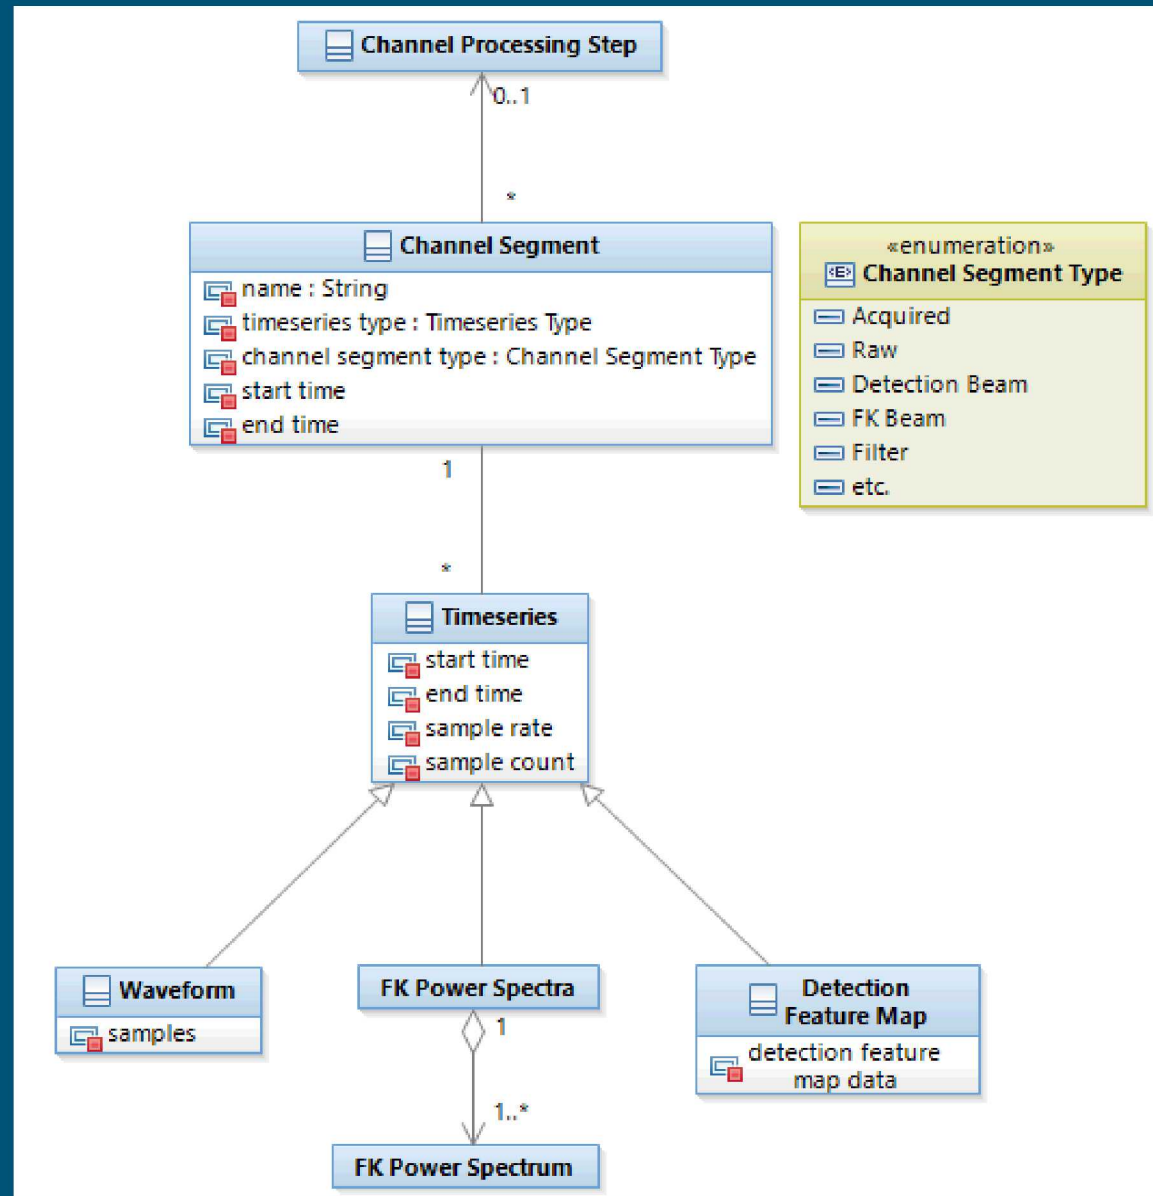 Channel Processing Step
0..1
*
Channel Segment
name : String
timeseries type : Timeseries Type
channel segment type : Channel Segment Type
start time
end time
«enumeration»
<E> Channel Segment Type
Acquired
Raw
Detection Beam
FK Beam
Filter
etc.
1
*
Timeseries
start time
end time
sample rate
sample count
Waveform
samples
FK Power Spectra
1
1..*
FK Power Spectrum
Detection
Feature Map
detection feature
map data